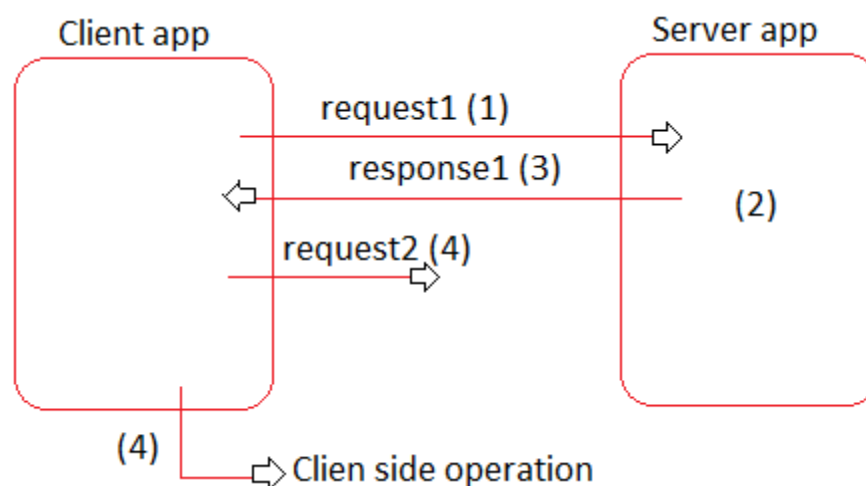 Client app
Server app
request1 (1)
response1 (3)
(2)
request2 (4)
(4)
Clien side operation